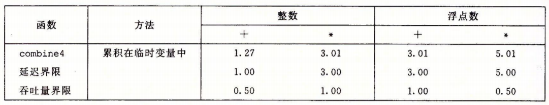 函数 方法 整数 浮点数
+ * + *
combine4 累积在临时变量中 1.27 3.01 3.01 5.01
延迟界限 1.00 3.00 3.00 5.00
吞吐量界限 0.50 1.00 1.00 0.50